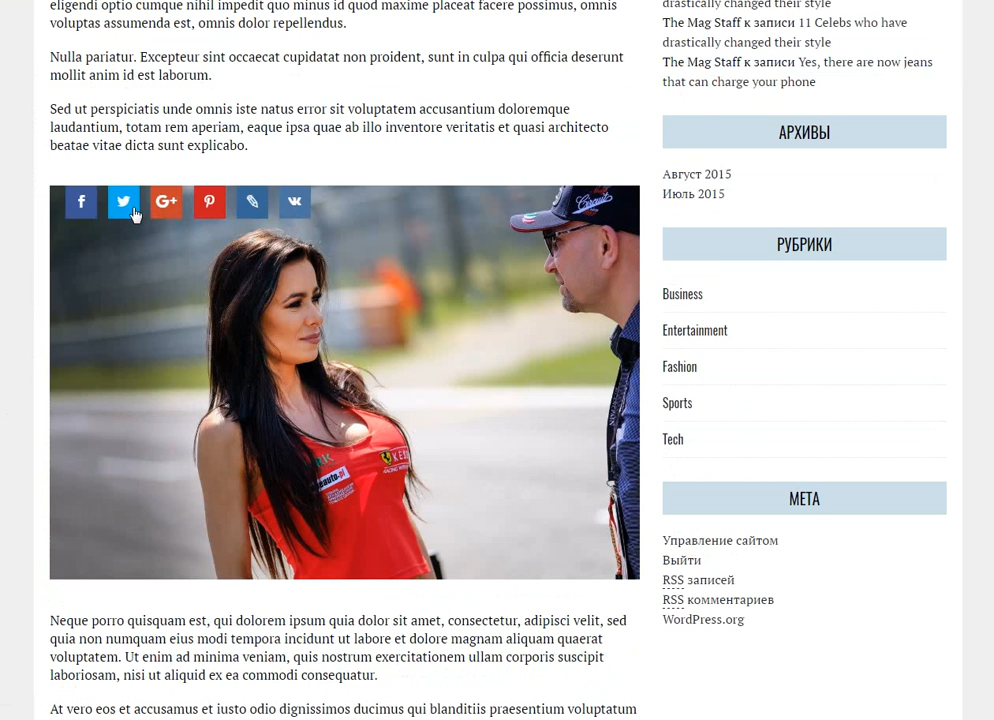 eligendi optio cumque nihil impedit quo minus id quod maxime placeat facere possimus, omnis
voluptas assumenda est, omnis dolor repellendus.
Nulla pariatur. Excepteur sint occaecat cupidatat non proident, sunt in culpa qui officia deserunt
mollit anim id est laborum.
Sed ut perspiciatis unde omnis iste natus error sit voluptatem accusantium doloremque
laudantium, totam rem aperiam, eaque ipsa quae ab illo inventore veritatis et quasi architecto
beatae vitae dicta sunt explicabo.
f
G+
Circuit
Neque porro quisquam est, qui dolorem ipsum quia dolor sit amet, consectetur, adipisci velit, sed
quia non numquam eius modi tempora incidunt ut labore et dolore magnam aliquam quaerat
voluptatem. Ut enim ad minima veniam, quis nostrum exercitationem ullam corporis suscipit
laboriosam, nisi ut aliquid ex ea commodi consequatur.
At vero eos et accusamus et iusto odio dignissimos ducimus qui blanditiis praesentium voluptatum
drastically changed their style
The Mag Staff к записи 11 Celebs who have
drastically changed their style
The Mag Staff к записи Yes, there are now jeans
that can charge your phone
АРХИВЫ
Август 2015
Июль 2015
РУБРИКИ
Business
Entertainment
Fashion
Sports
Tech
МЕТА
Управление сайтом
Выйти
RSS записей
RSS комментариев
WordPress.org